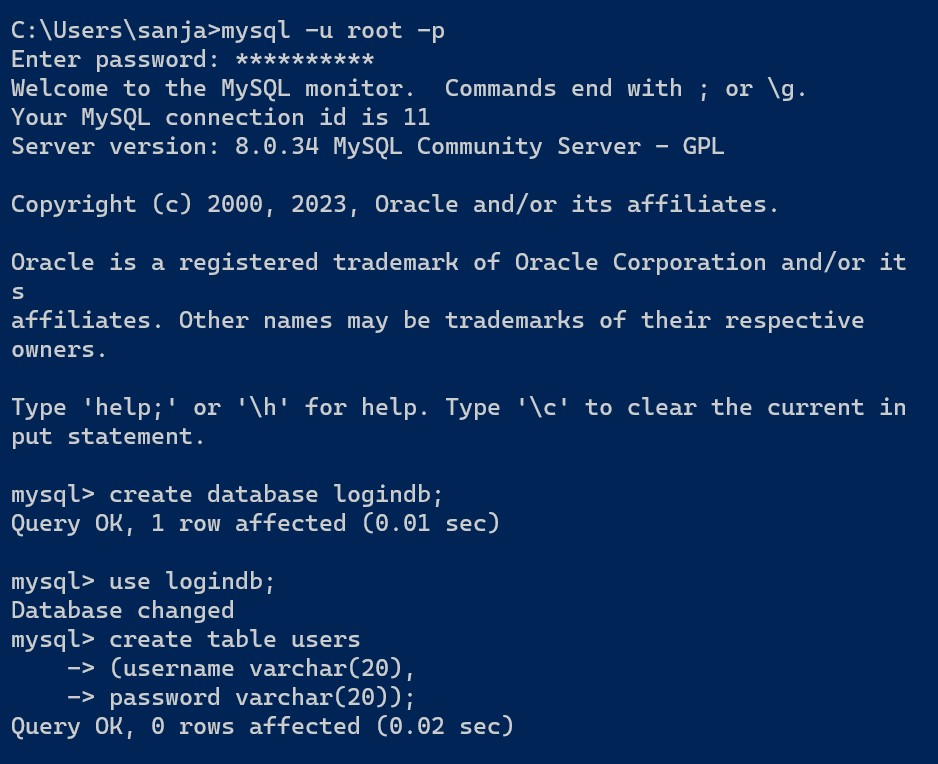 C:\Users\sanja>mysql -u root -p
Enter password: **********
Welcome to the MySQL monitor.  Commands end with ; or \g.
Your MySQL connection id is 11
Server version: 8.0.34 MySQL Community Server - GPL

Copyright (c) 2000, 2023, Oracle and/or its affiliates.

Oracle is a registered trademark of Oracle Corporation and/or it
s
affiliates. Other names may be trademarks of their respective
owners.

Type 'help;' or '\h' for help. Type '\c' to clear the current in
put statement.

mysql> create database logindb;
Query OK, 1 row affected (0.01 sec)

mysql> use logindb;
Database changed
mysql> create table users
    -> (username varchar(20),
    -> password varchar(20));
Query OK, 0 rows affected (0.02 sec)